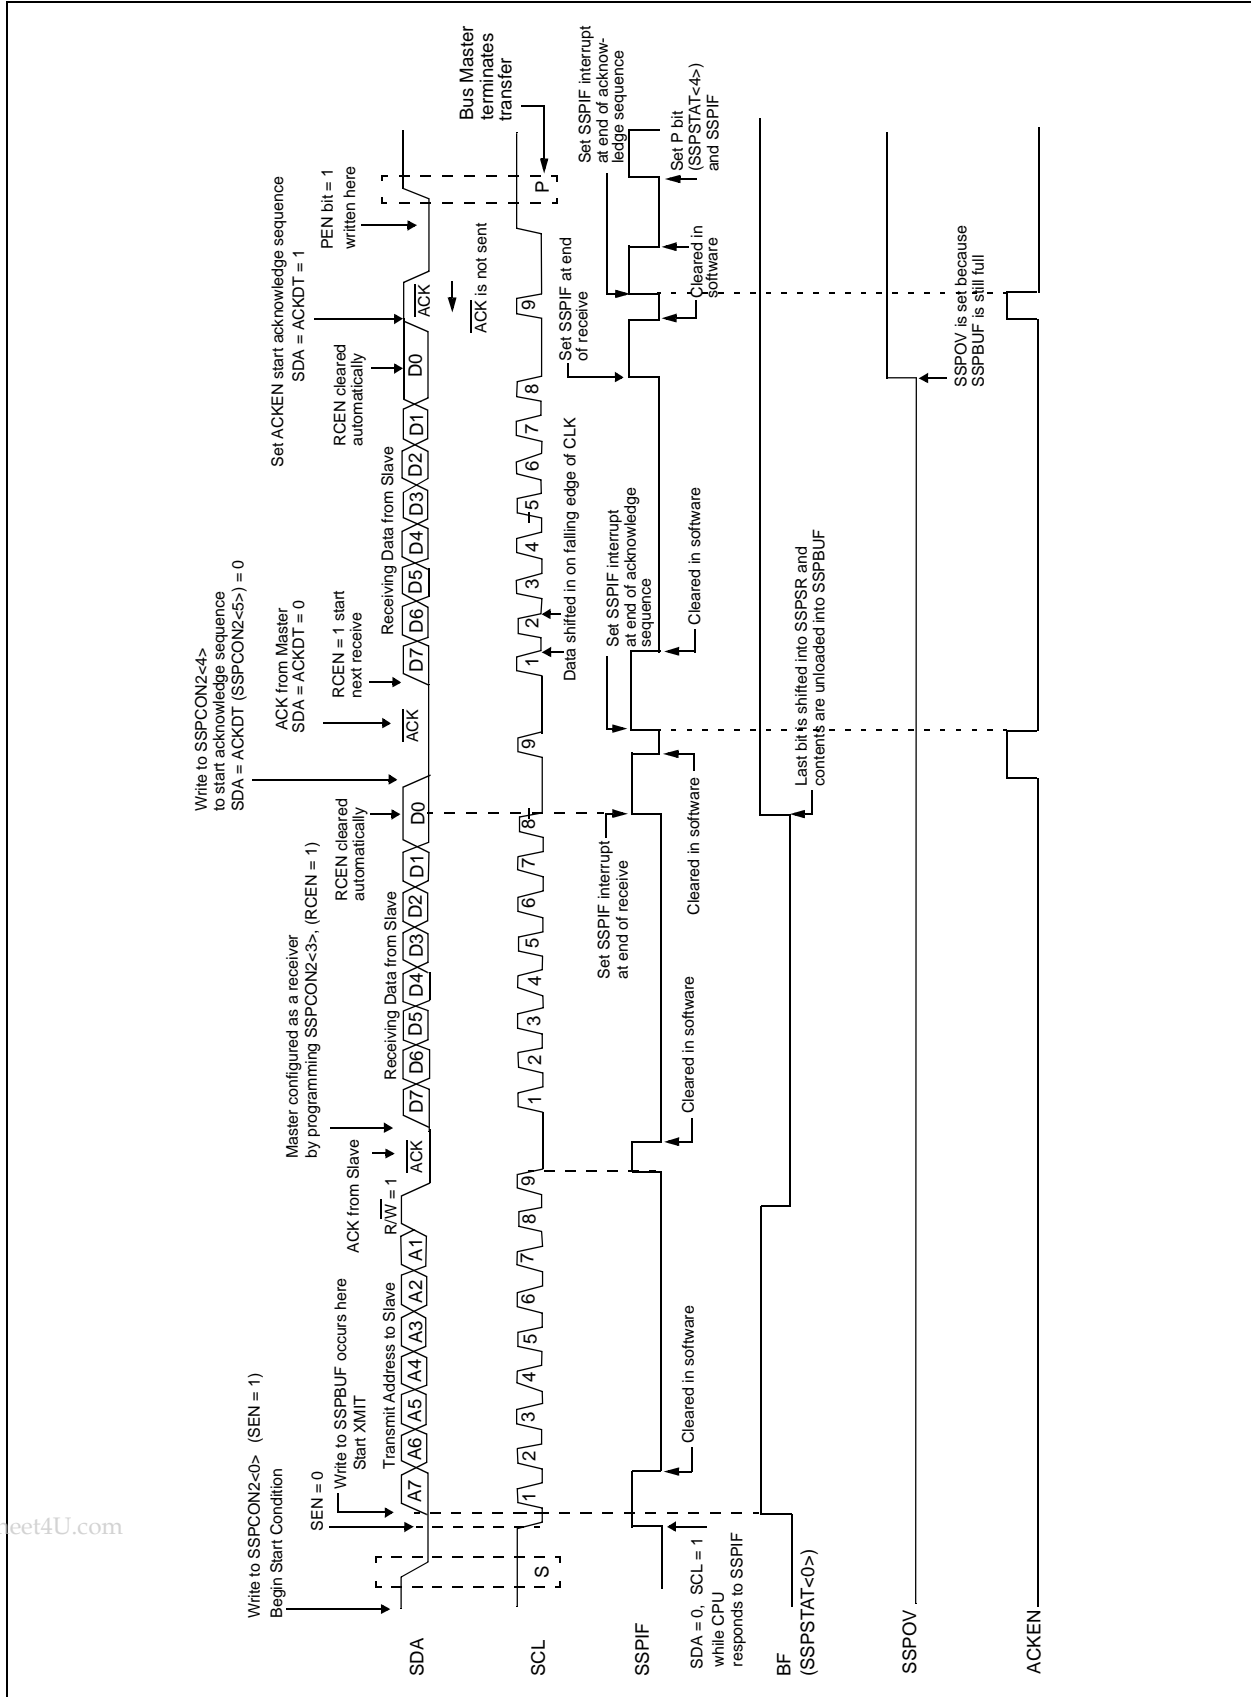 Write to SSPCON2<0> (SEN = 1)
Begin Start Condition
SEN = 0
Write to SSPBUF occurs here
Start XMIT
Transmit Address to Slave
R/W = 1
ACK from Slave
Master configured as a receiver
by programming SSPCON2<3>, (RCEN = 1)
Receiving Data from Slave
RCEN cleared
automatically
Write to SSPCON2<4>
to start acknowledge sequence
SDA = ACKDT (SSPCON2<5>) = 0
ACK from Master
SDA = ACKDT = 0
RCEN = 1 start
next receive
Receiving Data from Slave
RCEN cleared
automatically
Set ACKEN start acknowledge sequence
SDA = ACKDT = 1
PEN bit = 1
written here
SDA
A7 A6 A5 A4 A3 A2 A1
ACK
D7 D6 D5 D4 D3 D2 D1 D0
ACK
D7 D6 D5 D4 D3 D2 D1 D0
ACK
ACK is not sent
Bus Master
terminates
transfer
SCL
S
1 2 3 4 5 6 7 8 9
1 2 3 4 5 6 7 8 9
1 2 3 4 5 6 7 8 9
P
Data shifted in on falling edge of CLK
Set SSPIF at end
of receive
Set SSPIF interrupt
at end of acknow-
ledge sequence
Set SSPIF interrupt
at end of receive
Set SSPIF interrupt
at end of acknowledge
sequence
SSPIF
SDA = 0, SCL = 1
while CPU
responds to SSPIF
Cleared in software
Cleared in software
Cleared in software
Cleared in software
Cleared in
software
Set P bit
(SSPSTAT<4>)
and SSPIF
BF
(SSPSTAT<0>)
Last bit is shifted into SSPSR and
contents are unloaded into SSPBUF
SSPOV
SSPOV is set because
SSPBUF is still full
ACKEN
neet4U.com